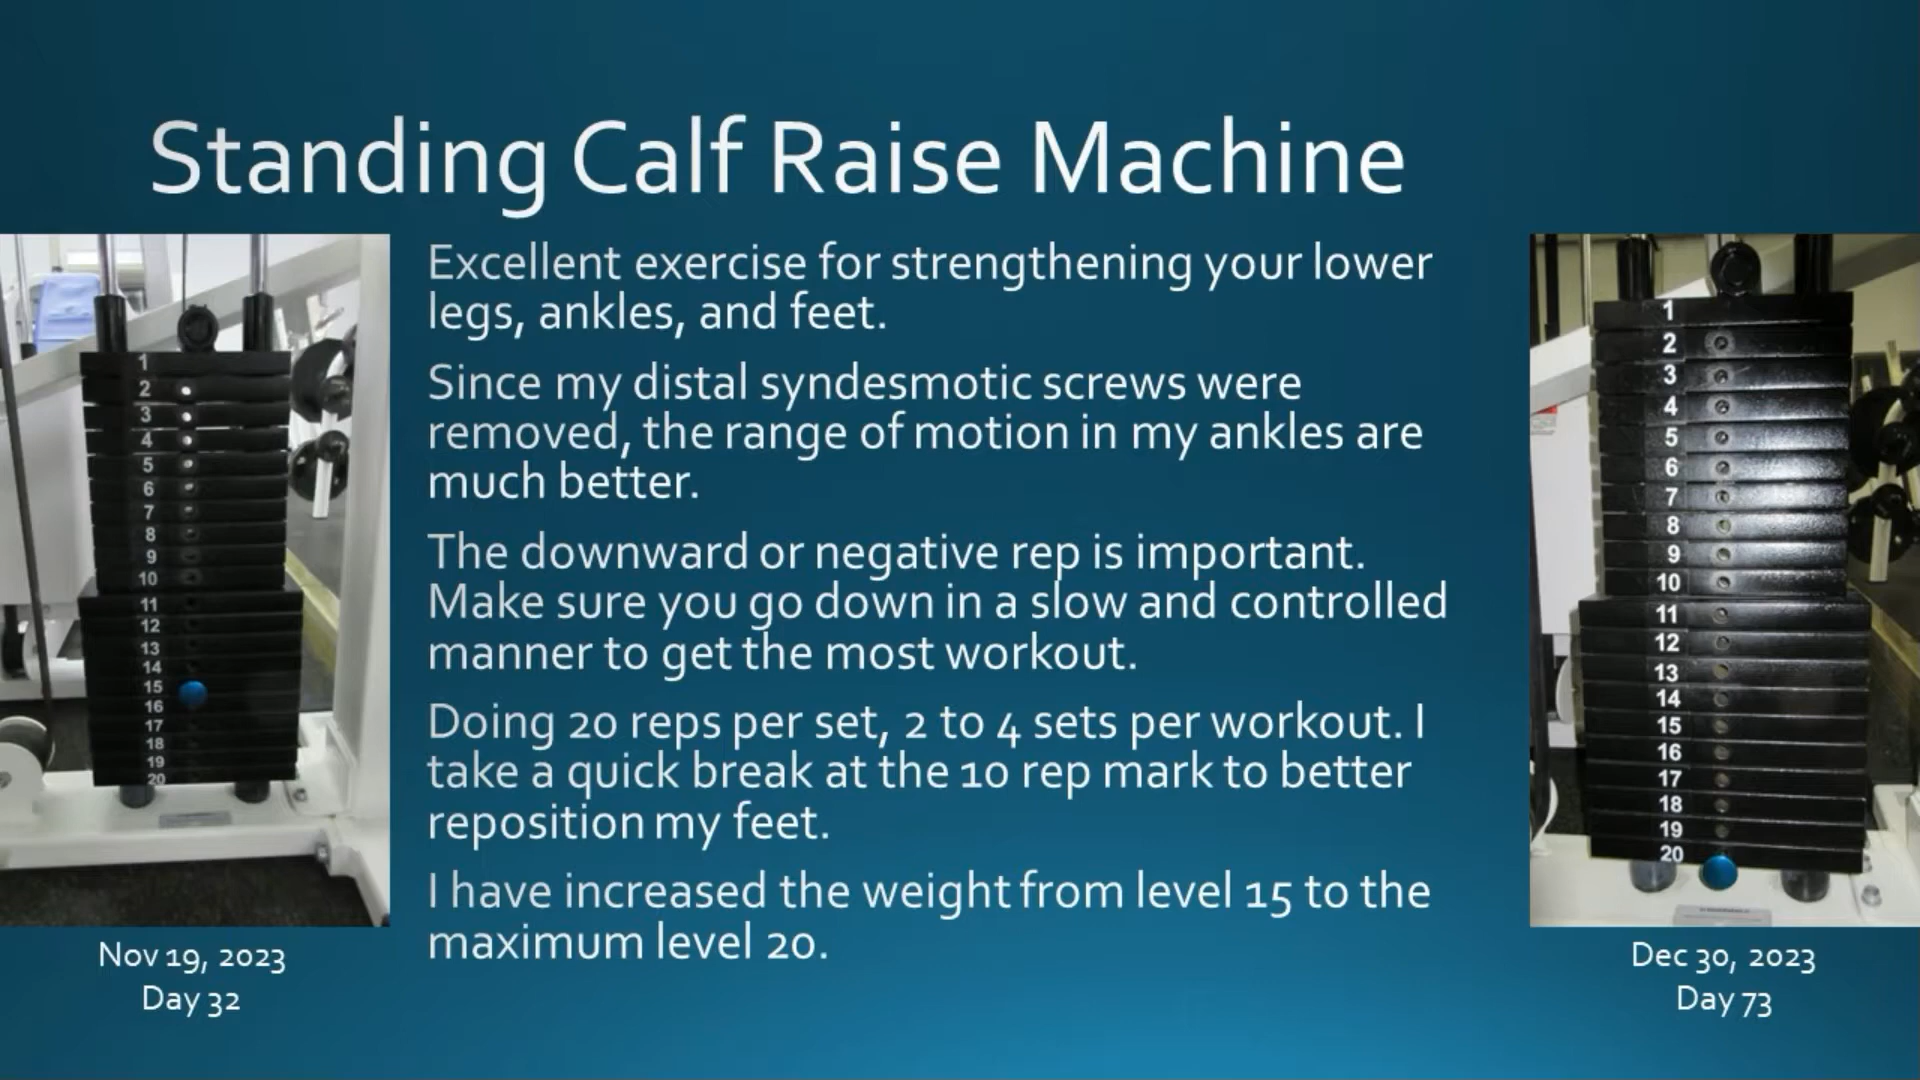 Standing Calf Raise Machine
Excellent exercise for strengthening your lower
legs, ankles, and feet.
Since my distal syndesmotic screws were
removed, the range of motion in my ankles are
much better.
The downward or negative rep is important.
Make sure you go down in a slow and controlled
manner to get the most workout.
Doing 20 reps per set, 2 to 4 sets per workout. I
take a quick break at the 10 rep mark to better
reposition my feet.
I have increased the weight from level 15 to the
maximum level 20.
1
2
3
4
5
6
7
8
9
10
11
12
13
14
15
16
17
18
19
20
Nov 19, 2023
Day 32
1
2
3
4
5
6
7
8
9
10
11
12
13
14
15
16
17
18
19
20
Dec 30, 2023
Day 73